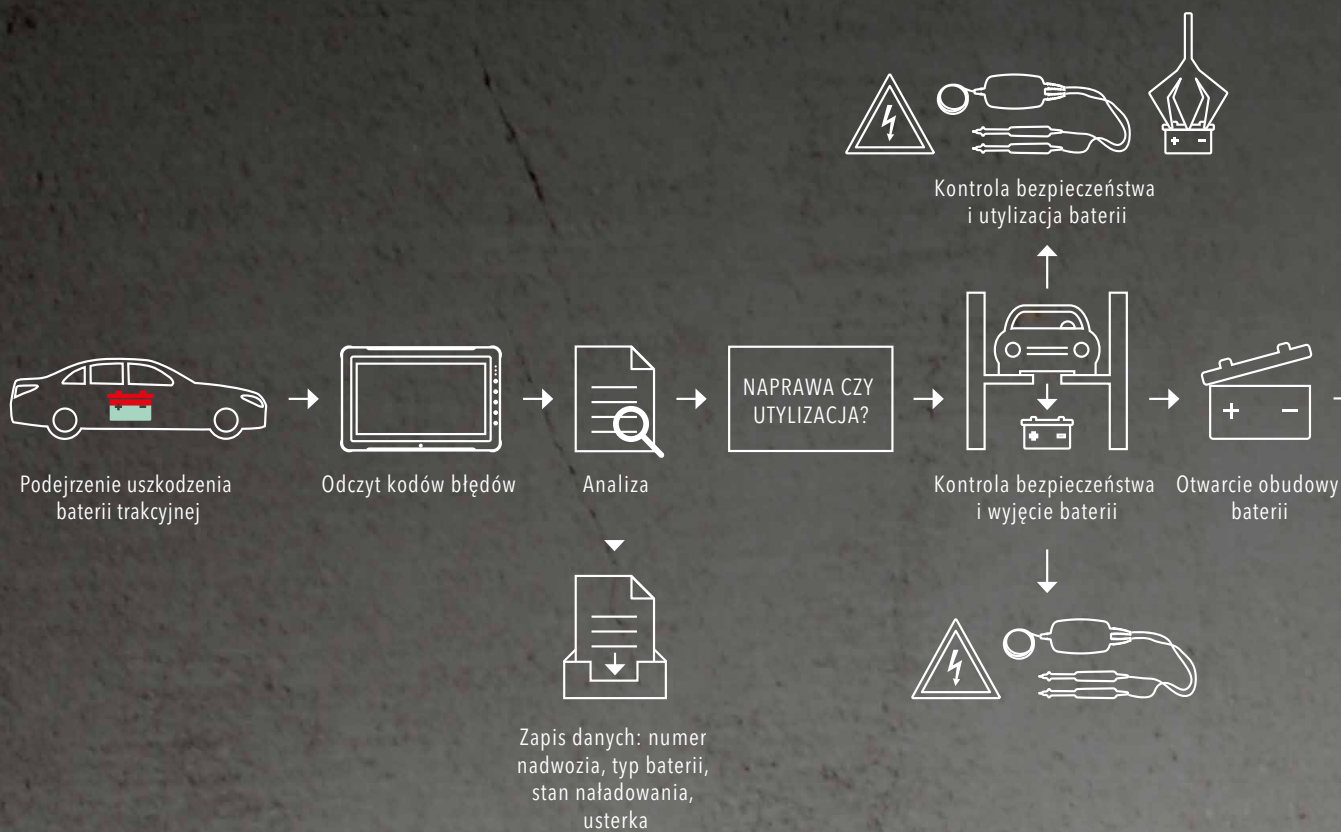 Kontrola bezpieczeństwa
i utylizacja baterii
NAPRAWA CZY
UTYLIZACJA?
Podejrzenie uszkodzenia
baterii trakcyjnej
Odczyt kodów błędów
Analiza
Kontrola bezpieczeństwa
i wyjęcie baterii
Otwarcie obudowy
baterii
Zapis danych: numer
nadwozia, typ baterii,
stan naładowania,
usterka